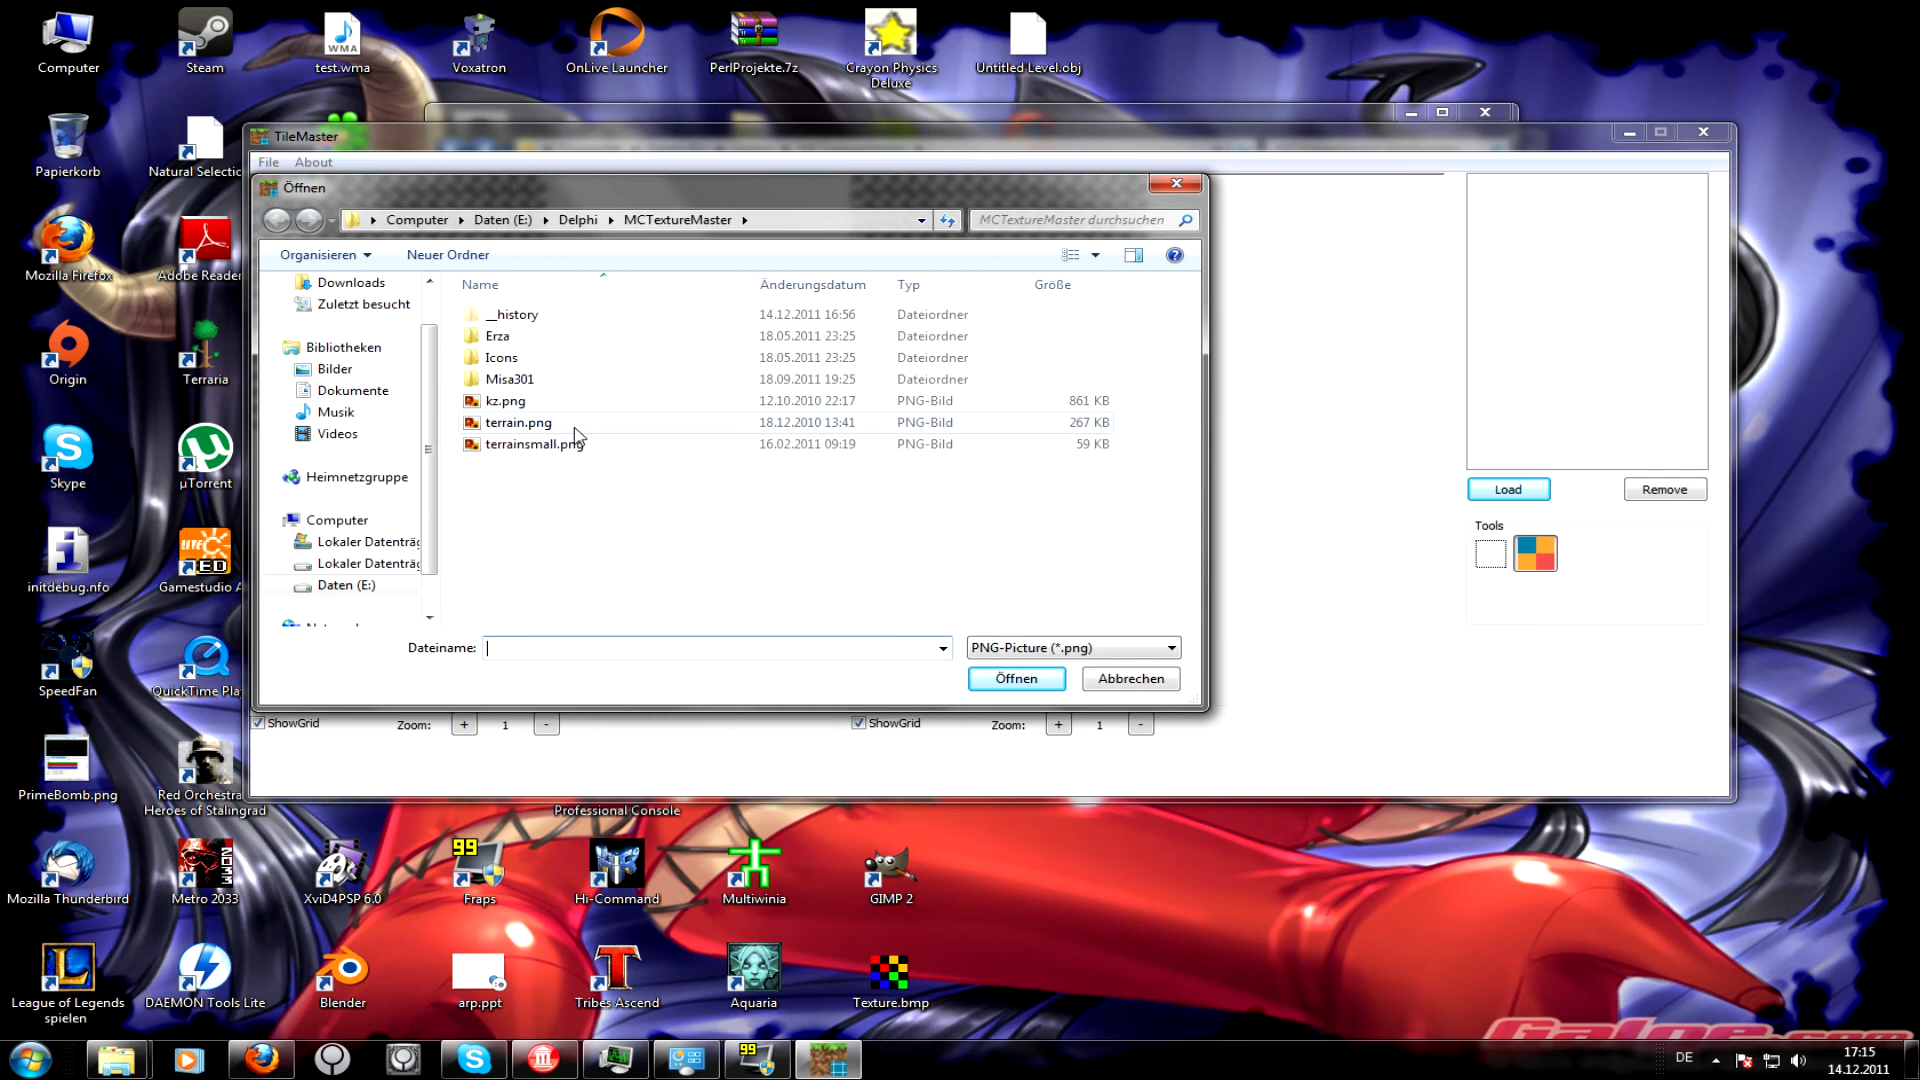 Computer
Steam
test.wma
WMA
Voxatron
OnLive Launcher
PerlProjekte.7z
Crayon Physics
Deluxe
Untitled Level.obj
Papierkorb
Natural Selectio
Mozilla Firefox
Adobe Reader
Origin
Terraria
Skype
µTorrent
initdebug.nfo
LITE-C
ED
Gamestudio A
SpeedFan
QuickTime Pla
PrimeBomb.png
Red Orchestra
Heroes of Stalingrad
TileMaster
File About
Öffnen
Computer Daten (E:) Delphi MCTextureMaster
MCTextureMaster durchsuchen
Organisieren Neuer Ordner
Downloads
Zuletzt besucht
Bibliotheken
Bilder
Dokumente
Musik
Videos
Heimnetzgruppe
Computer
Lokaler Datenträg
Lokaler Datenträg
Daten (E:)
Name Änderungsdatum Typ Größe
__history 14.12.2011 16:56 Dateiordner
Erza 18.05.2011 23:25 Dateiordner
Icons 18.05.2011 23:25 Dateiordner
Misa301 18.09.2011 19:25 Dateiordner
kz.png 12.10.2010 22:17 PNG-Bild 861 KB
terrain.png 18.12.2010 13:41 PNG-Bild 267 KB
terrainsmall.png 16.02.2011 09:19 PNG-Bild 59 KB
Dateiname: PNG-Picture (*.png)
Öffnen Abbrechen
Load Remove
Tools
ShowGrid Zoom: + 1 -
ShowGrid Zoom: + 1 -
Professional Console
Mozilla Thunderbird
Metro 2033
2033
XviD4PSP 6.0
99
Fraps
Hi-Command
Multiwinia
GIMP 2
League of Legends
spielen
DAEMON Tools Lite
Blender
arp.ppt
Tribes Ascend
Aquaria
Texture.bmp
99
DE
17:15
14.12.2011